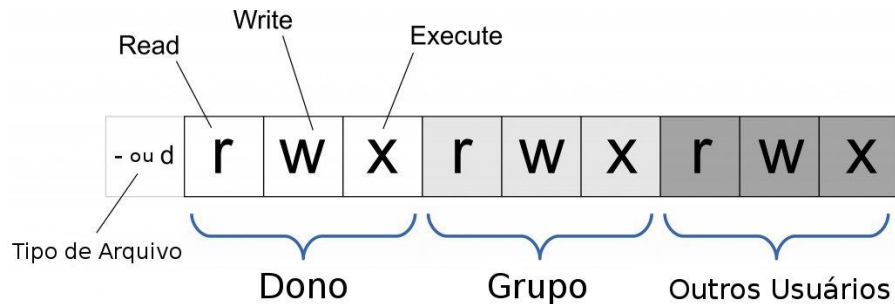 Write
Read
Execute
- ou d r w x r w x r w x
Tipo de Arquivo
Dono
Grupo
Outros Usuários